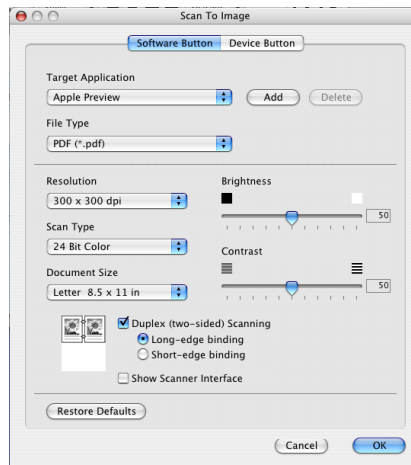 Scan To Image
Software Button Device Button
Target Application
Apple Preview Add Delete
File Type
PDF (*.pdf)
Resolution Brightness
300 x 300 dpi
50
Scan Type
24 Bit Color Contrast
Document Size
Letter 8.5 x 11 in 50
Duplex (two-sided) Scanning
Long-edge binding
Short-edge binding
Show Scanner Interface
Restore Defaults
Cancel OK